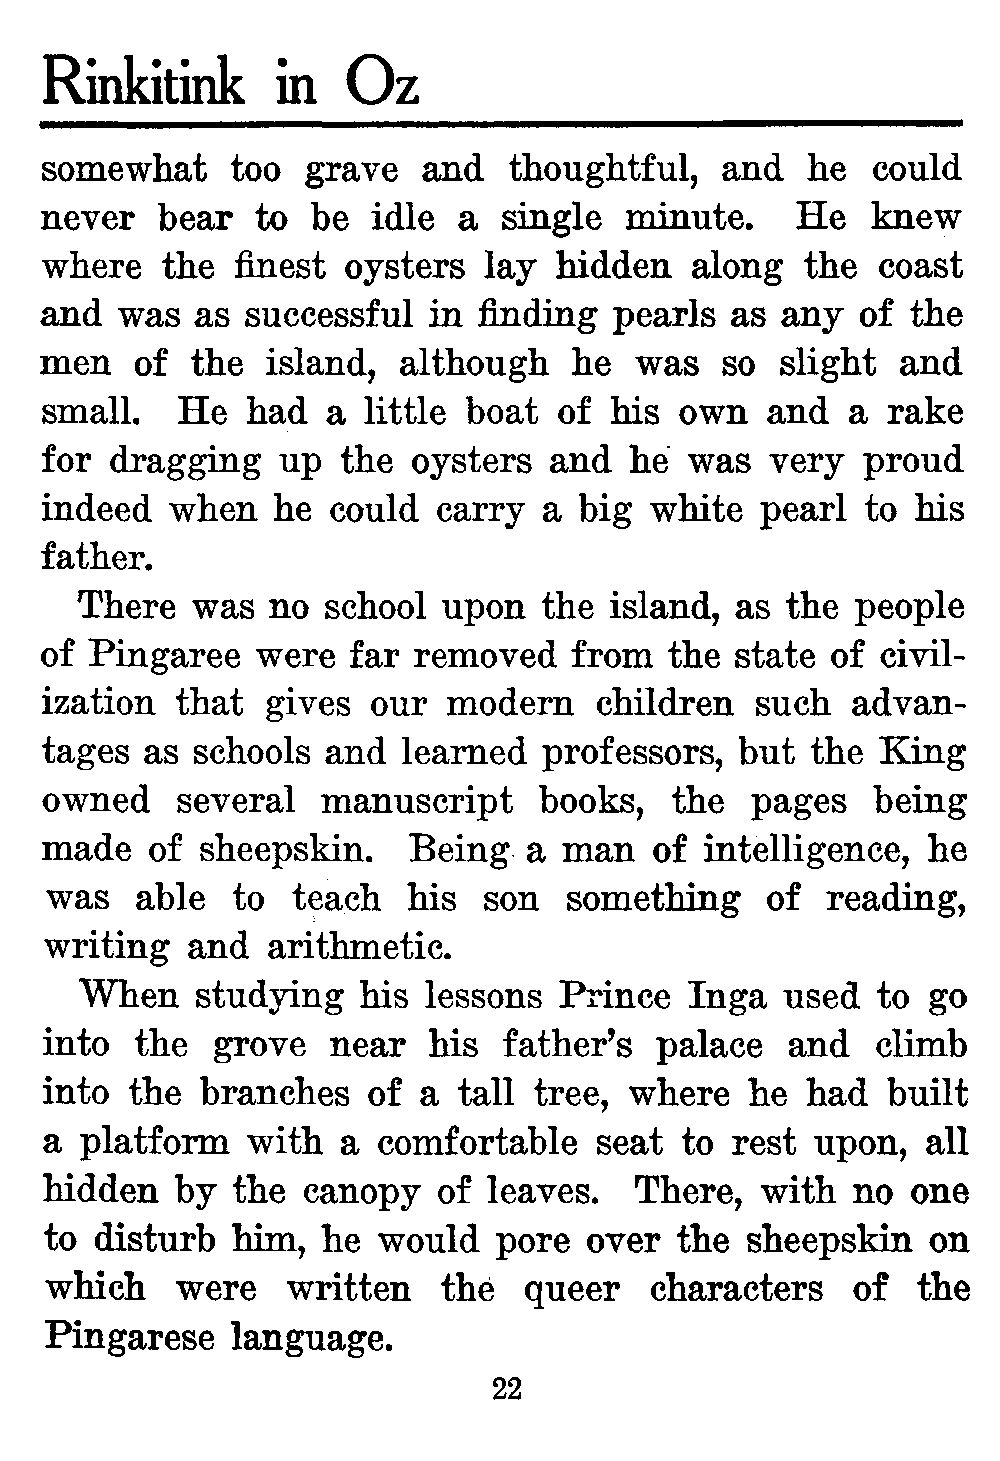 Rinkitink in Oz
somewhat too grave and thoughtful, and he could
never bear to be idle a single minute. He knew
where the finest oysters lay hidden along the coast
and was as successful in finding pearls as any of the
men of the island, although he was so slight and
small. He had a little boat of his own and a rake
for dragging up the oysters and he was very proud
indeed when he could carry a big white pearl to his
father.
There was no school upon the island, as the people
of Pingaree were far removed from the state of civil-
ization that gives our modern children such advan-
tages as schools and learned professors, but the King
owned several manuscript books, the pages being
made of sheepskin. Being a man of intelligence, he
was able to teach his son something of reading,
writing and arithmetic.
When studying his lessons Prince Inga used to go
into the grove near his father's palace and climb
into the branches of a tall tree, where he had built
a platform with a comfortable seat to rest upon, all
hidden by the canopy of leaves. There, with no one
to disturb him, he would pore over the sheepskin on
which were written the queer characters of the
Pingarese language.
22